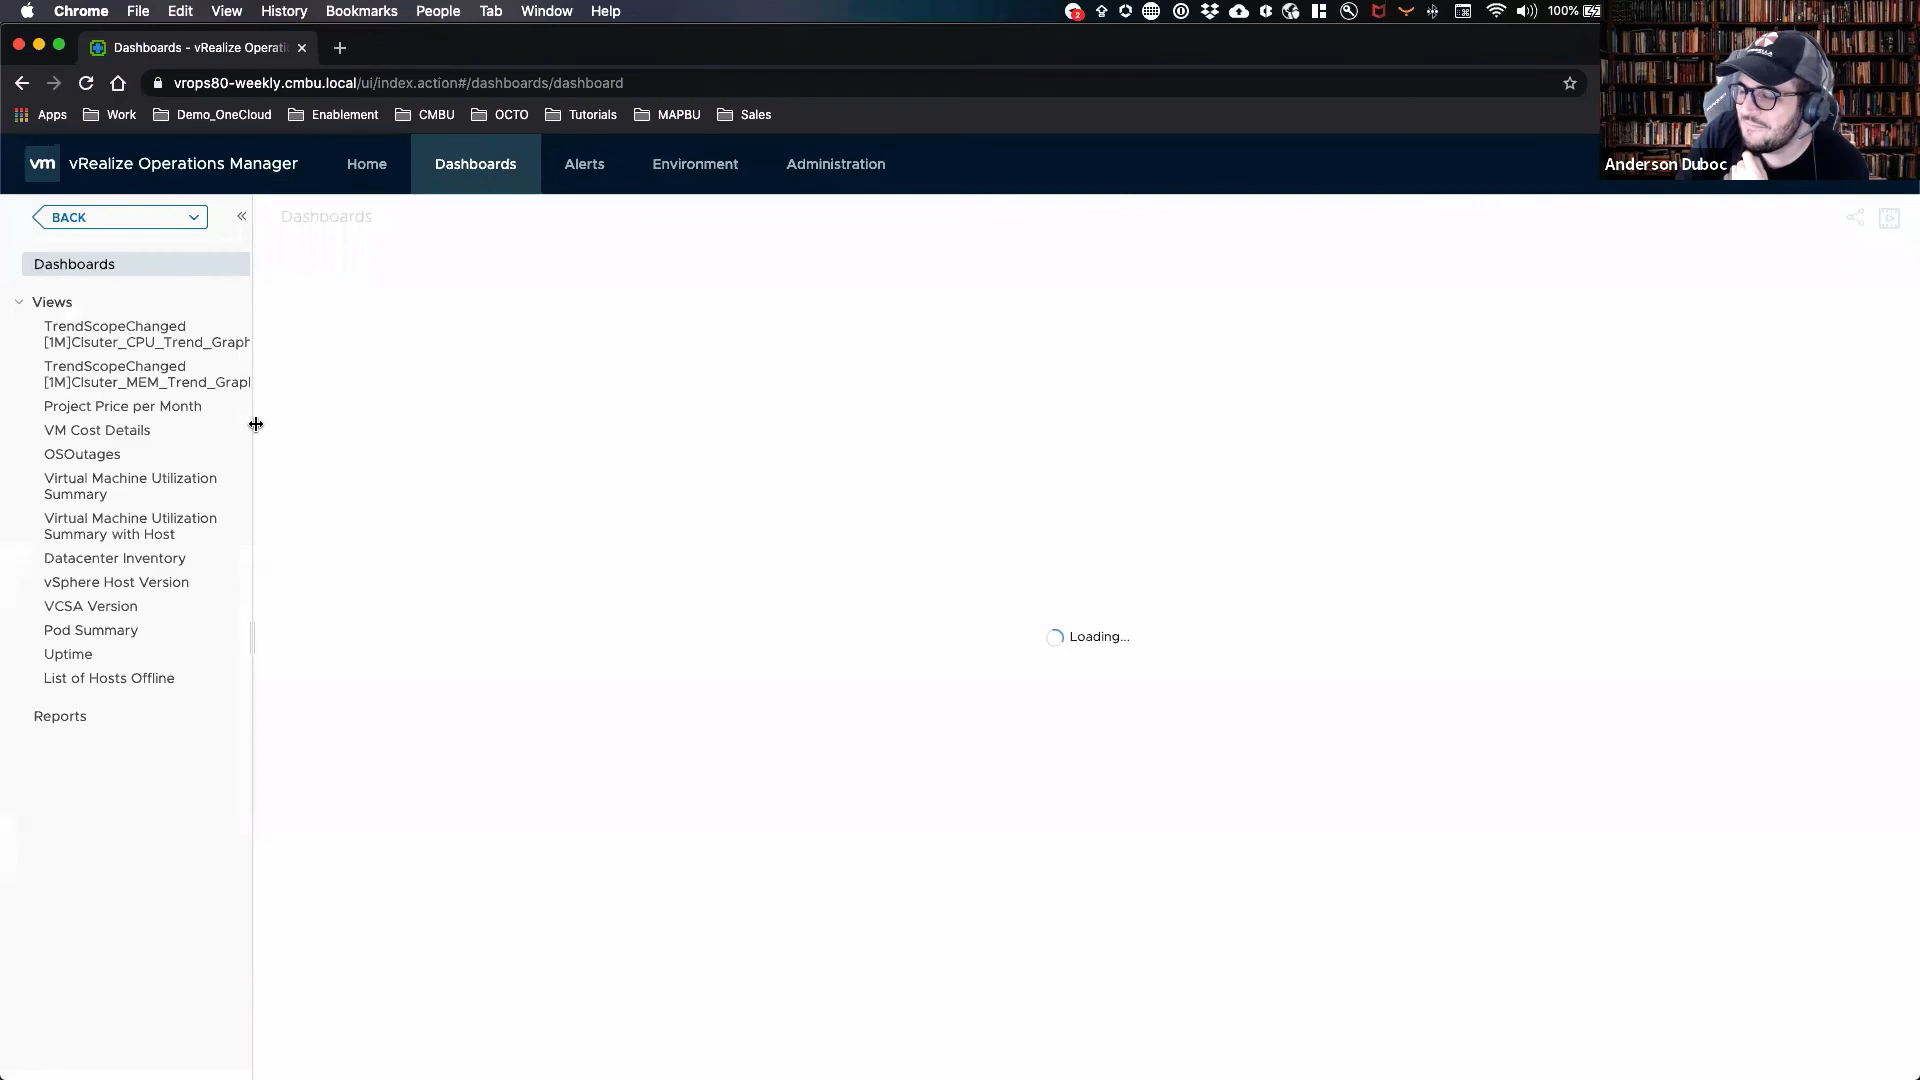 Chrome File Edit View History Bookmarks People Tab Window Help
2
100%
Dashboards - vRealize Operati
vrops80-weekly.cmbu.local/ui/index.action#/dashboards/dashboard
Apps Work Demo_OneCloud Enablement CMBU OCTO Tutorials MAPBU Sales
Anderson Duboc
vm vRealize Operations Manager Home Dashboards Alerts Environment Administration
BACK
Dashboards
Dashboards
Views
TrendScopeChanged
[1M]Clsuter_CPU_Trend_Graph
TrendScopeChanged
[1M]Clsuter_MEM_Trend_Grap
Project Price per Month
VM Cost Details
OSOutages
Virtual Machine Utilization
Summary
Virtual Machine Utilization
Summary with Host
Datacenter Inventory
vSphere Host Version
VCSA Version
Pod Summary
Uptime
List of Hosts Offline
Reports
Loading...